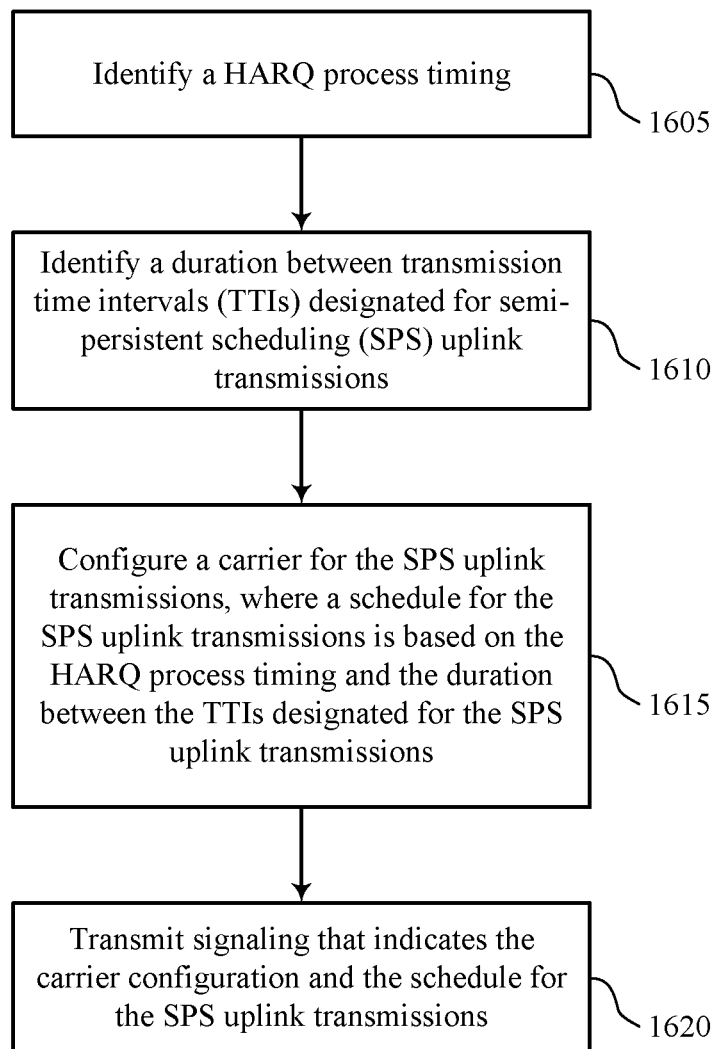 Identify a HARQ process timing
1605
Identify a duration between transmission
time intervals (TTIs) designated for semi-
persistent scheduling (SPS) uplink
transmissions
1610
Configure a carrier for the SPS uplink
transmissions, where a schedule for the
SPS uplink transmissions is based on the
HARQ process timing and the duration
between the TTIs designated for the SPS
uplink transmissions
1615
Transmit signaling that indicates the
carrier configuration and the schedule for
the SPS uplink transmissions
1620